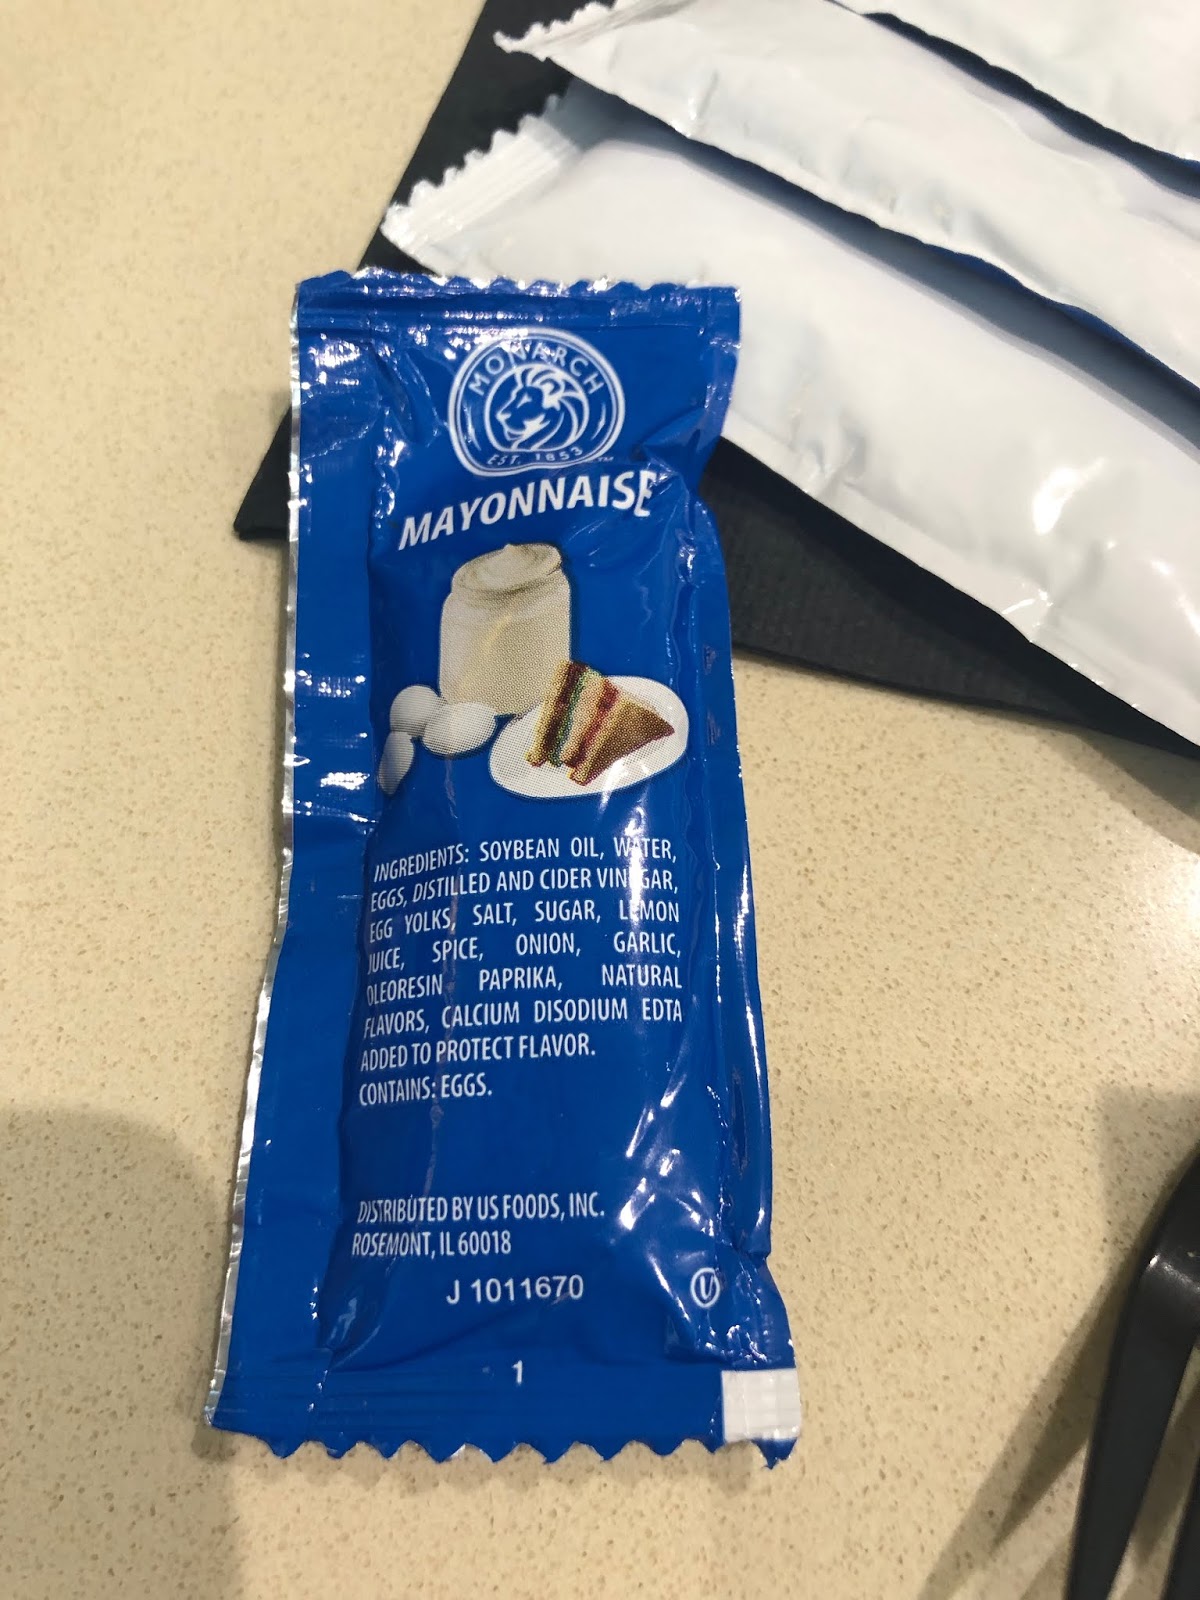 MONARCH
EST. 1853
™
MAYONNAISE
INGREDIENTS: SOYBEAN OIL, WATER,
EGGS, DISTILLED AND CIDER VINEGAR,
EGG YOLKS, SALT, SUGAR, LEMON
JUICE, SPICE, ONION, GARLIC,
OLEORESIN PAPRIKA, NATURAL
FLAVORS, CALCIUM DISODIUM EDTA
ADDED TO PROTECT FLAVOR.
CONTAINS: EGGS.
DISTRIBUTED BY US FOODS, INC.
ROSEMONT, IL 60018
J 1011670
U
1